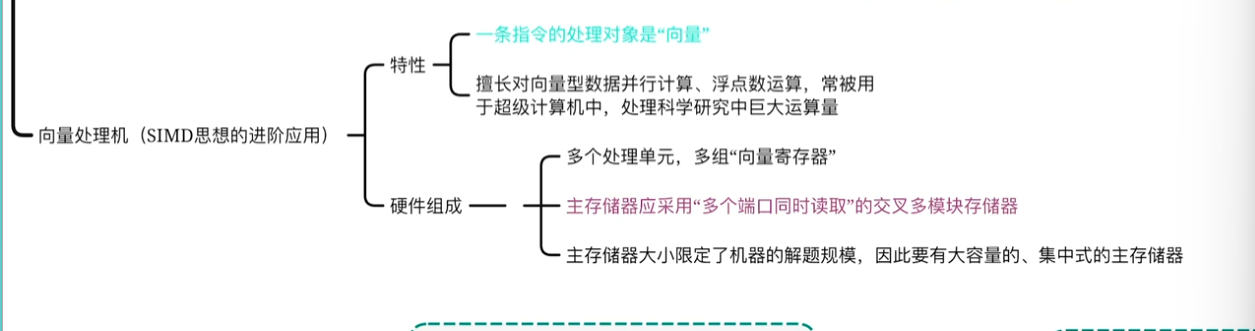 一条指令的处理对象是“向量”
特性
擅长对向量型数据并行计算、浮点数运算，常被用
于超级计算机中，处理科学研究中巨大运算量
向量处理机（SIMD思想的进阶应用）
多个处理单元，多组“向量寄存器”
硬件组成
主存储器应采用“多个端口同时读取”的交叉多模块存储器
主存储器大小限定了机器的解题规模，因此要有大容量的、集中式的主存储器